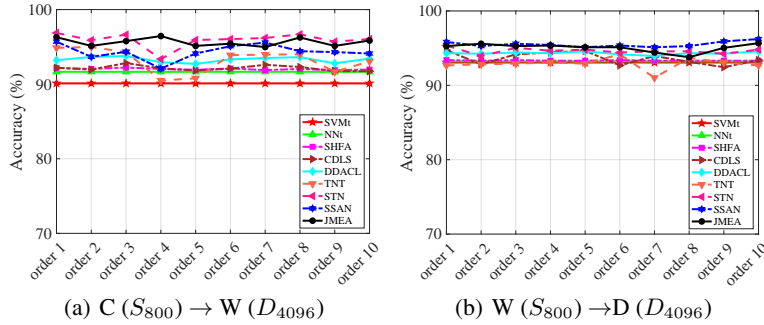 100
90
80
70
Accuracy (%)
SVMt
NNt
SHFA
CDLS
DDACL
TNT
STN
SSAN
JMEA
order 1
order 2
order 3
order 4
order 5
order 6
order 7
order 8
order 9
order 10
(a) C (S₈₀₀) → W (D₄₀₉₆)
100
90
80
70
Accuracy (%)
SVMt
NNt
SHFA
CDLS
DDACL
TNT
STN
SSAN
JMEA
order 1
order 2
order 3
order 4
order 5
order 6
order 7
order 8
order 9
order 10
(b) W (S₈₀₀) →D (D₄₀₉₆)